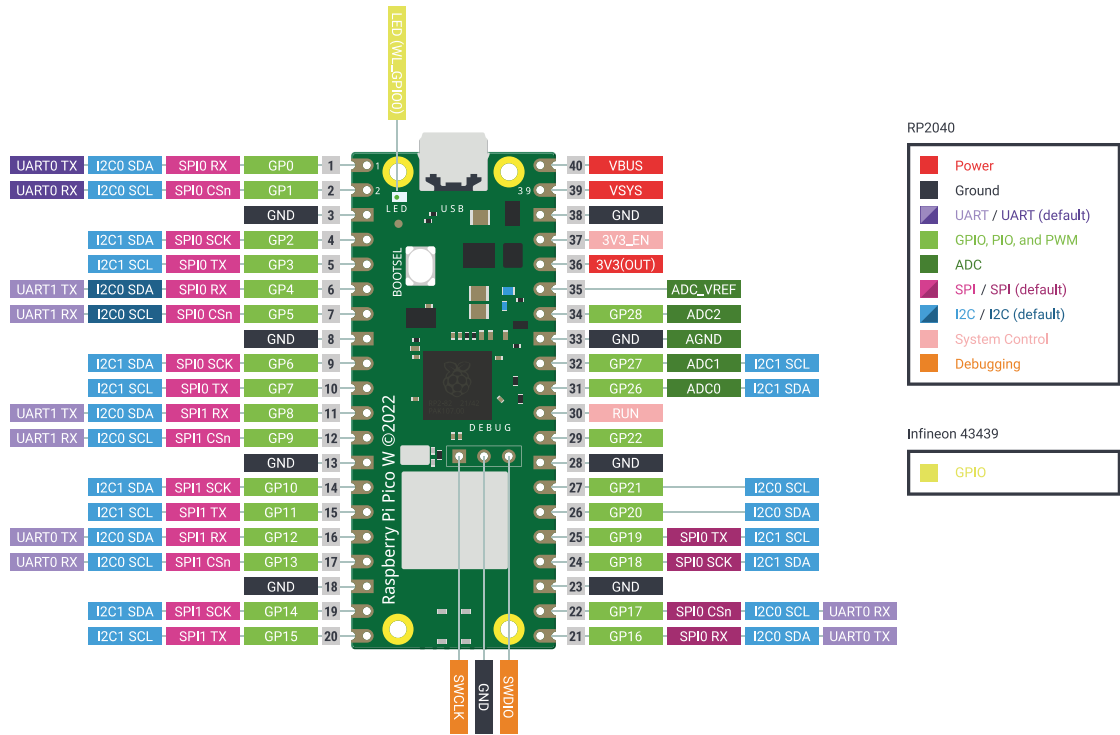 LED (WL_GPIO0)
UART0 TX I2C0 SDA SPI0 RX GP0 1 1 40 VBUS
UART0 RX I2C0 SCL SPI0 CSn GP1 2 2 39 39 VSYS
LED USB
GND 3 38 GND
I2C1 SDA SPI0 SCK GP2 4 37 3V3_EN
I2C1 SCL SPI0 TX GP3 5 36 3V3(OUT)
BOOTSEL
UART1 TX I2C0 SDA SPI0 RX GP4 6 35 ADC_VREF
UART1 RX I2C0 SCL SPI0 CSn GP5 7 34 GP28 ADC2
GND 8 33 GND AGND
I2C1 SDA SPI0 SCK GP6 9 32 GP27 ADC1 I2C1 SCL
I2C1 SCL SPI0 TX GP7 10 31 GP26 ADC0 I2C1 SDA
UART1 TX I2C0 SDA SPI1 RX GP8 11 30 RUN
DEBUG
UART1 RX I2C0 SCL SPI1 CSn GP9 12 29 GP22
GND 13 28 GND
I2C1 SDA SPI1 SCK GP10 14 27 GP21 I2C0 SCL
I2C1 SCL SPI1 TX GP11 15 26 GP20 I2C0 SDA
UART0 TX I2C0 SDA SPI1 RX GP12 16 25 GP19 SPI0 TX I2C1 SCL
UART0 RX I2C0 SCL SPI1 CSn GP13 17 24 GP18 SPI0 SCK I2C1 SDA
GND 18 23 GND
I2C1 SDA SPI1 SCK GP14 19 22 GP17 SPI0 CSn I2C0 SCL UART0 RX
I2C1 SCL SPI1 TX GP15 20 21 GP16 SPI0 RX I2C0 SDA UART0 TX
Raspberry Pi Pico W ©2022
SWCLK
GND
SWDIO
RP2040
Power
Ground
UART / UART (default)
GPIO, PIO, and PWM
ADC
SPI / SPI (default)
I2C / I2C (default)
System Control
Debugging
Infineon 43439
GPIO